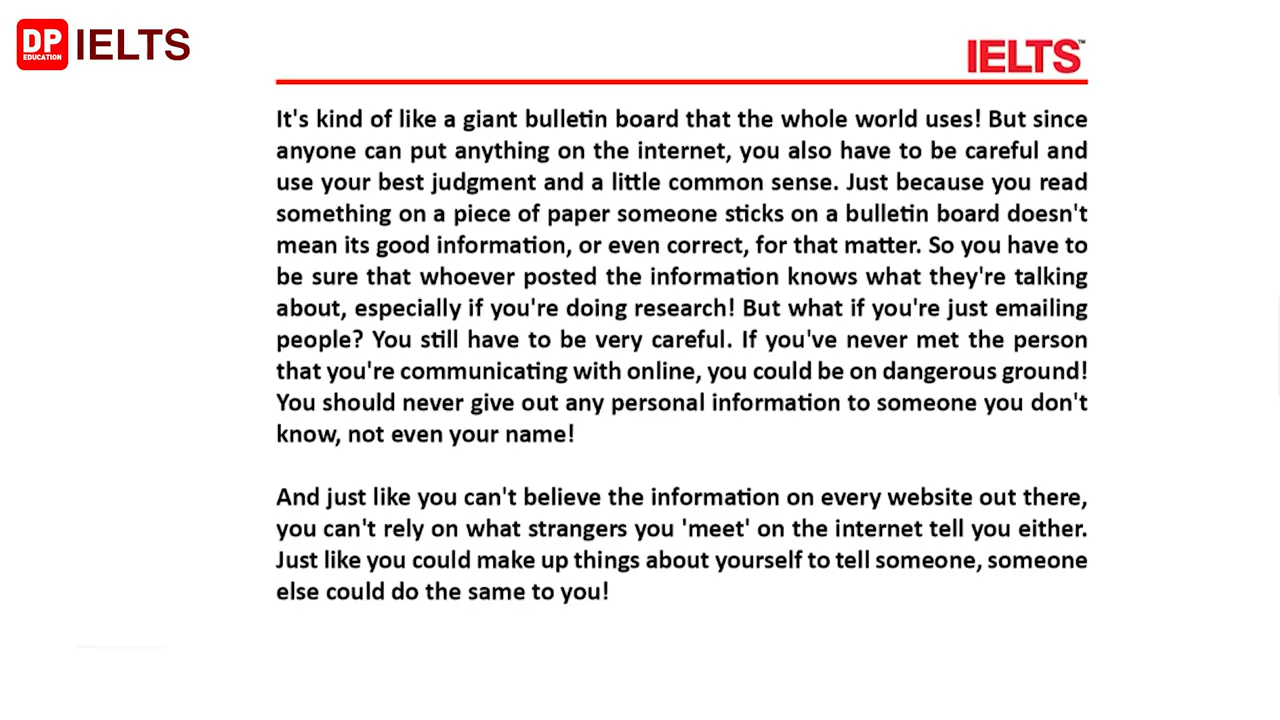 DP
EDUCATION
IELTS
IELTS™
It's kind of like a giant bulletin board that the whole world uses! But since
anyone can put anything on the internet, you also have to be careful and
use your best judgment and a little common sense. Just because you read
something on a piece of paper someone sticks on a bulletin board doesn't
mean its good information, or even correct, for that matter. So you have to
be sure that whoever posted the information knows what they're talking
about, especially if you're doing research! But what if you're just emailing
people? You still have to be very careful. If you've never met the person
that you're communicating with online, you could be on dangerous ground!
You should never give out any personal information to someone you don't
know, not even your name!
And just like you can't believe the information on every website out there,
you can't rely on what strangers you 'meet' on the internet tell you either.
Just like you could make up things about yourself to tell someone, someone
else could do the same to you!